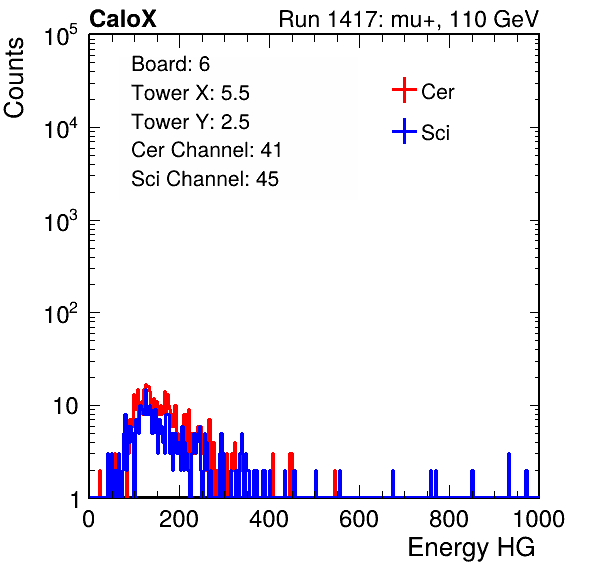 CaloX Run 1417: mu+, 110 GeV
Counts
Board: 6
Tower X: 5.5
Tower Y: 2.5
Cer Channel: 41
Sci Channel: 45
Cer
Sci
10^5
10^4
10^3
10^2
10
1
0 200 400 600 800 1000
Energy HG